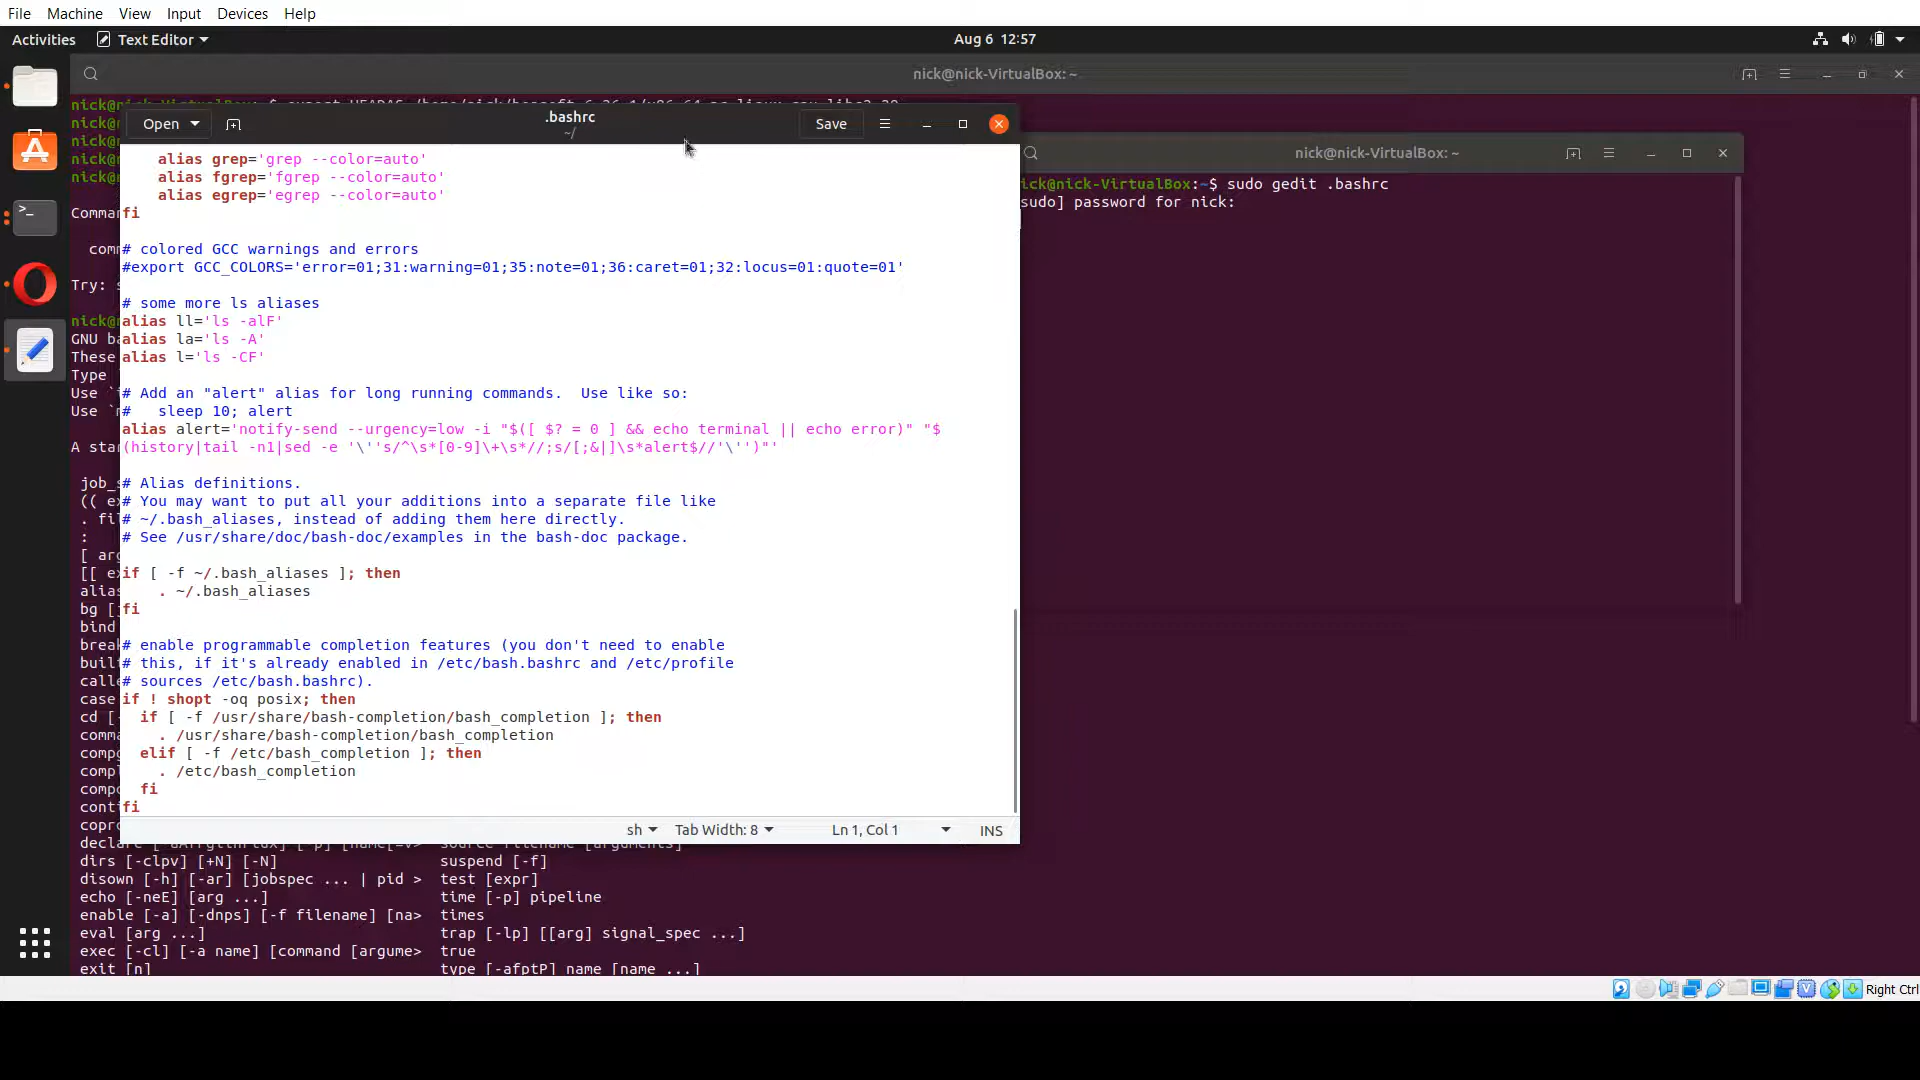 File Machine View Input Devices Help
Activities Text Editor Aug 6 12:57
nick@nick-VirtualBox: ~
Open .bashrc Save
~/
alias grep='grep --color=auto'
alias fgrep='fgrep --color=auto'
alias egrep='egrep --color=auto'
fi
# colored GCC warnings and errors
#export GCC_COLORS='error=01;31:warning=01;35:note=01;36:caret=01;32:locus=01:quote=01'
# some more ls aliases
alias ll='ls -alF'
alias la='ls -A'
alias l='ls -CF'
# Add an "alert" alias for long running commands.  Use like so:
#   sleep 10; alert
alias alert='notify-send --urgency=low -i "$([ $? = 0 ] && echo terminal || echo error)" "$
(history|tail -n1|sed -e '\''s/^\s*[0-9]\+\s*//;s/[;&|]\s*alert$//'\'')"'
# Alias definitions.
# You may want to put all your additions into a separate file like
# ~/.bash_aliases, instead of adding them here directly.
# See /usr/share/doc/bash-doc/examples in the bash-doc package.
if [ -f ~/.bash_aliases ]; then
. ~/.bash_aliases
fi
# enable programmable completion features (you don't need to enable
# this, if it's already enabled in /etc/bash.bashrc and /etc/profile
# sources /etc/bash.bashrc).
if ! shopt -oq posix; then
if [ -f /usr/share/bash-completion/bash_completion ]; then
. /usr/share/bash-completion/bash_completion
elif [ -f /etc/bash_completion ]; then
. /etc/bash_completion
fi
fi
sh Tab Width: 8 Ln 1, Col 1 INS
nick@nick-VirtualBox: ~
ick@nick-VirtualBox:~$ sudo gedit .bashrc
sudo] password for nick:
Try:
GNU
These
Type
Use
Use
:
bg
bind
case
cd
dirs [-clpv] [+N] [-N] suspend [-f]
disown [-h] [-ar] [jobspec ... | pid > test [expr]
echo [-neE] [arg ...] time [-p] pipeline
enable [-a] [-dnps] [-f filename] [na> times
eval [arg ...] trap [-lp] [[arg] signal_spec ...]
exec [-cl] [-a name] [command [argume> true
exit [n] type [-afptP] name [name ...]
Right Ctrl